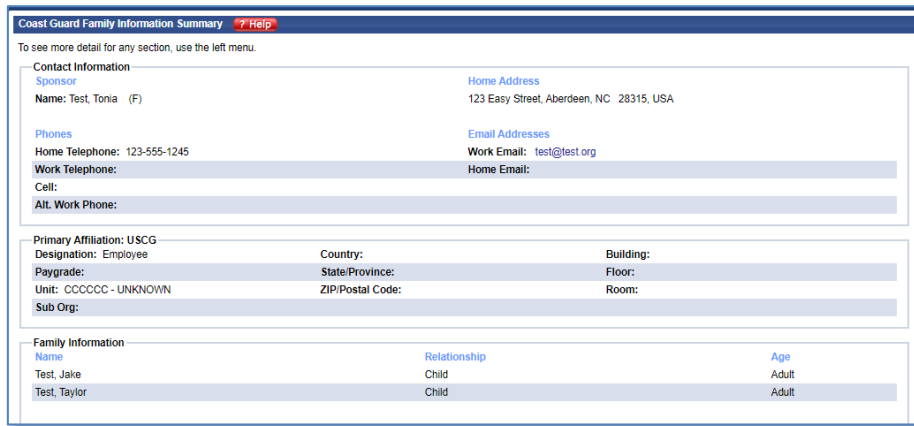 Coast Guard Family Information Summary ? Help
To see more detail for any section, use the left menu.
Contact Information
Sponsor Home Address
Name: Test, Tonia (F) 123 Easy Street, Aberdeen, NC 28315, USA
Phones Email Addresses
Home Telephone: 123-555-1245 Work Email: test@test.org
Work Telephone: Home Email:
Cell:
Alt. Work Phone:
Primary Affiliation: USCG
Designation: Employee Country: Building:
Paygrade: State/Province: Floor:
Unit: CCCCCC - UNKNOWN ZIP/Postal Code: Room:
Sub Org:
Family Information
Name Relationship Age
Test, Jake Child Adult
Test, Taylor Child Adult